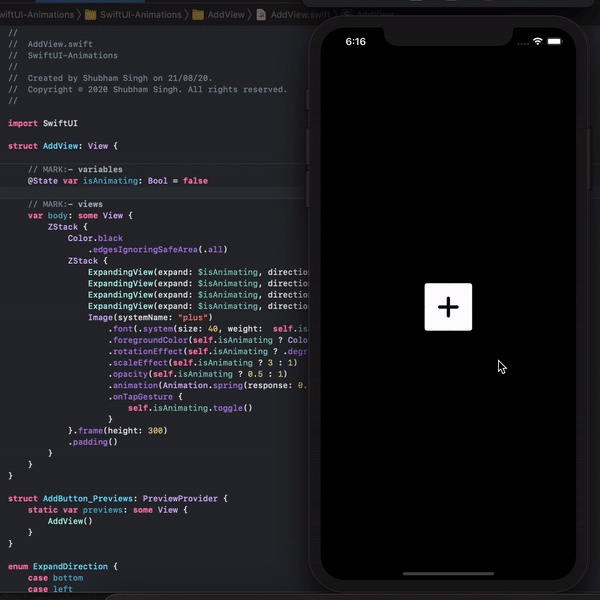 wiftUI-Animations SwiftUI-Animations AddView AddView.swift AddView
//
// AddView.swift
// SwiftUI-Animations
//
// Created by Shubham Singh on 21/08/20.
// Copyright © 2020 Shubham Singh. All rights reserved.
//
import SwiftUI
struct AddView: View {
// MARK:- variables
@State var isAnimating: Bool = false
// MARK:- views
var body: some View {
ZStack {
Color.black
.edgesIgnoringSafeArea(.all)
ZStack {
ExpandingView(expand: $isAnimating, direction
ExpandingView(expand: $isAnimating, direction
ExpandingView(expand: $isAnimating, direction
ExpandingView(expand: $isAnimating, direction
Image(systemName: "plus")
.font(.system(size: 40, weight: self.is
.foregroundColor(self.isAnimating ? Colo
.rotationEffect(self.isAnimating ? .degr
.scaleEffect(self.isAnimating ? 3 : 1)
.opacity(self.isAnimating ? 0.5 : 1)
.animation(Animation.spring(response: 0.
.onTapGesture {
self.isAnimating.toggle()
}
}.frame(height: 300)
.padding()
}
}
}
struct AddButton_Previews: PreviewProvider {
static var previews: some View {
AddView()
}
}
enum ExpandDirection {
case bottom
case left
6:16